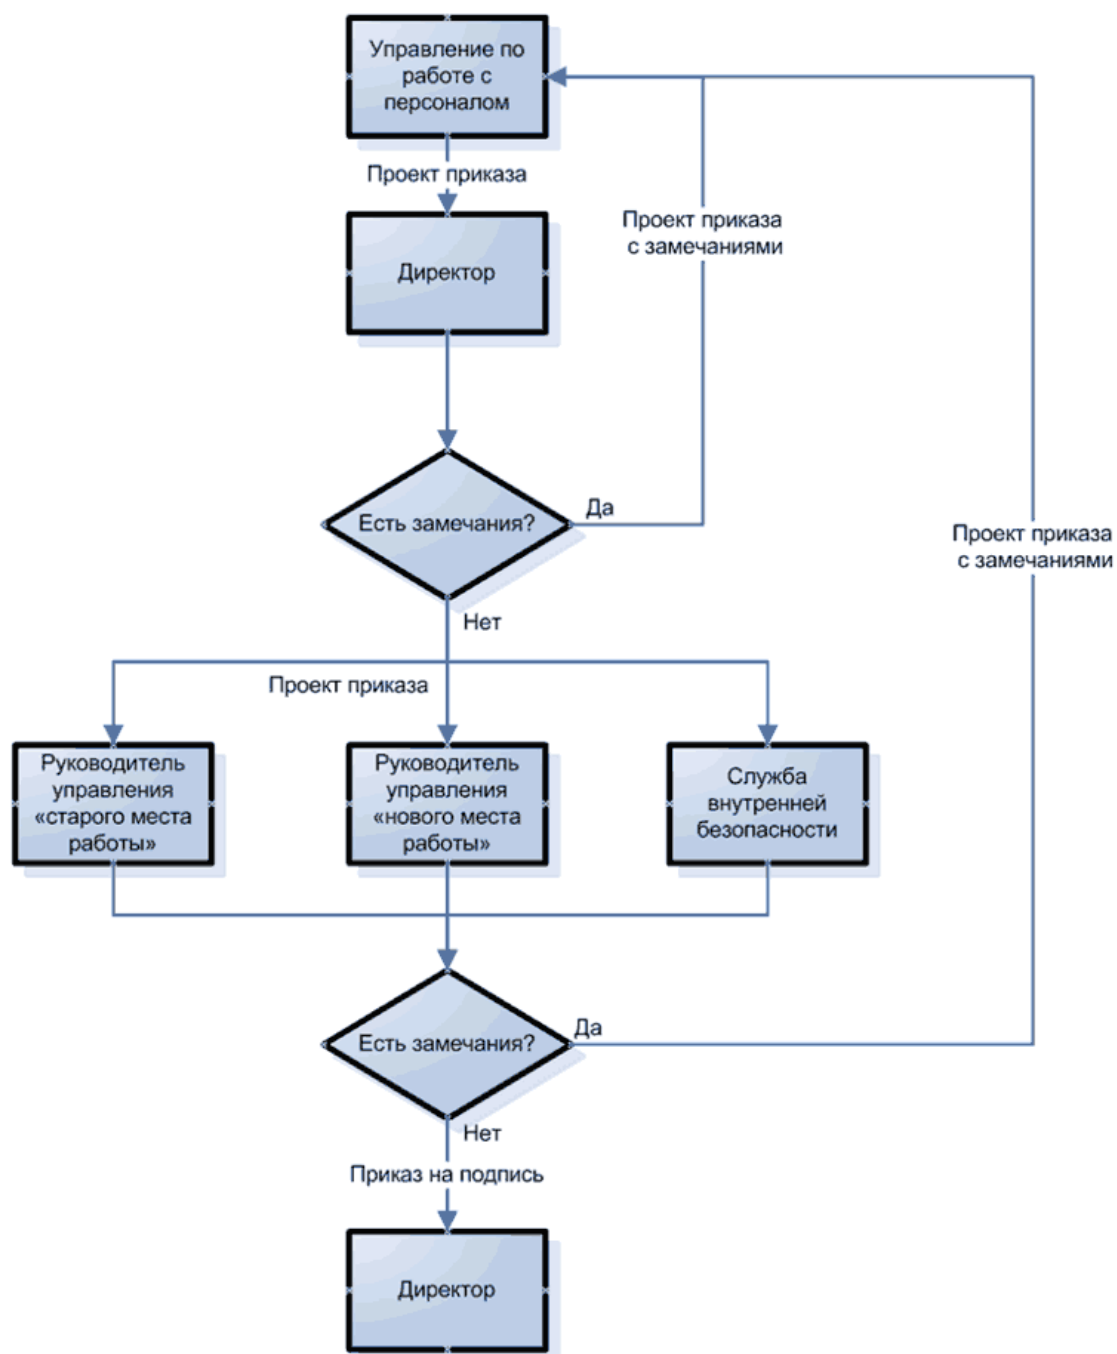 Управление по
работе с
персоналом
Проект приказа
Директор
Проект приказа
с замечаниями
Есть замечания?
Да
Проект приказа
с замечаниями
Нет
Проект приказа
Руководитель
управления
«старого места
работы»
Руководитель
управления
«нового места
работы»
Служба
внутренней
безопасности
Есть замечания?
Да
Нет
Приказ на подпись
Директор